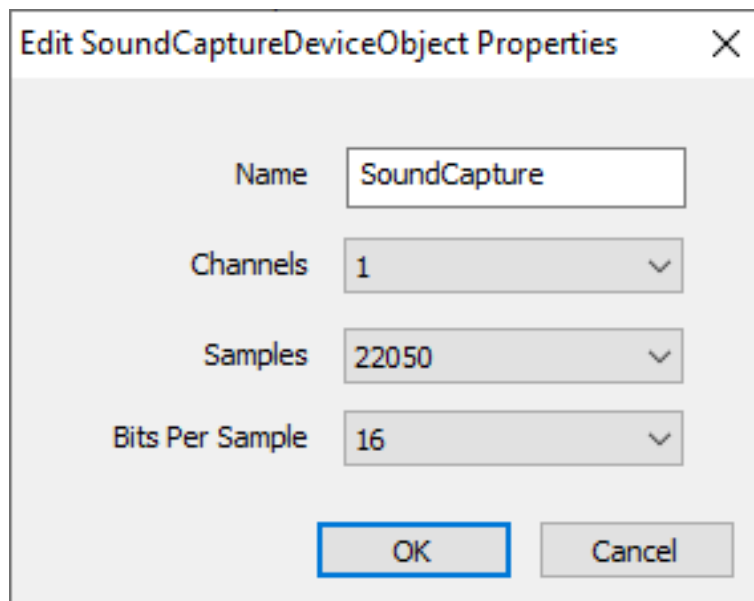 Edit SoundCaptureDeviceObject Properties
Name SoundCapture
Channels 1
Samples 22050
Bits Per Sample 16
OK Cancel